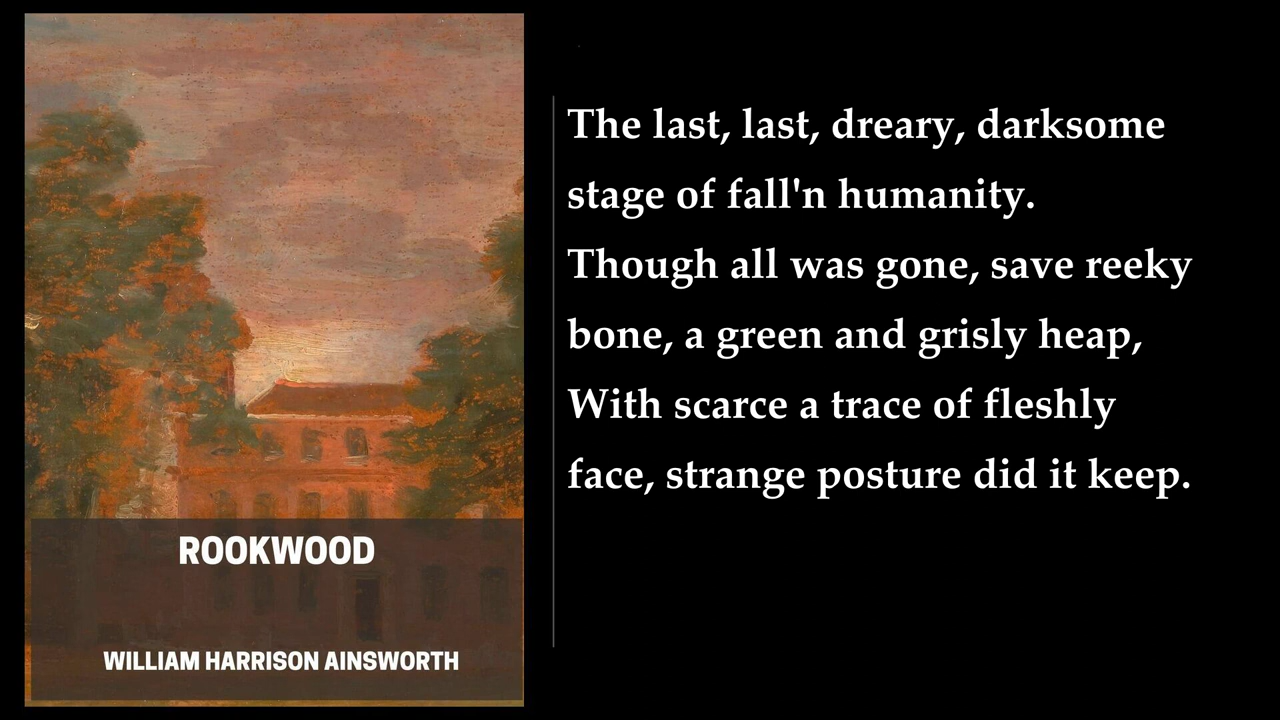 ROOKWOOD
WILLIAM HARRISON AINSWORTH
The last, last, dreary, darksome
stage of fall'n humanity.
Though all was gone, save reeky
bone, a green and grisly heap,
With scarce a trace of fleshly
face, strange posture did it keep.